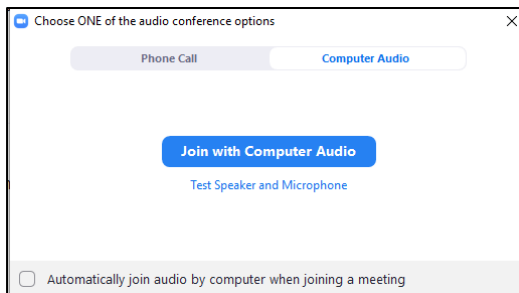 Choose ONE of the audio conference options
Phone Call
Computer Audio
Join with Computer Audio
Test Speaker and Microphone
Automatically join audio by computer when joining a meeting